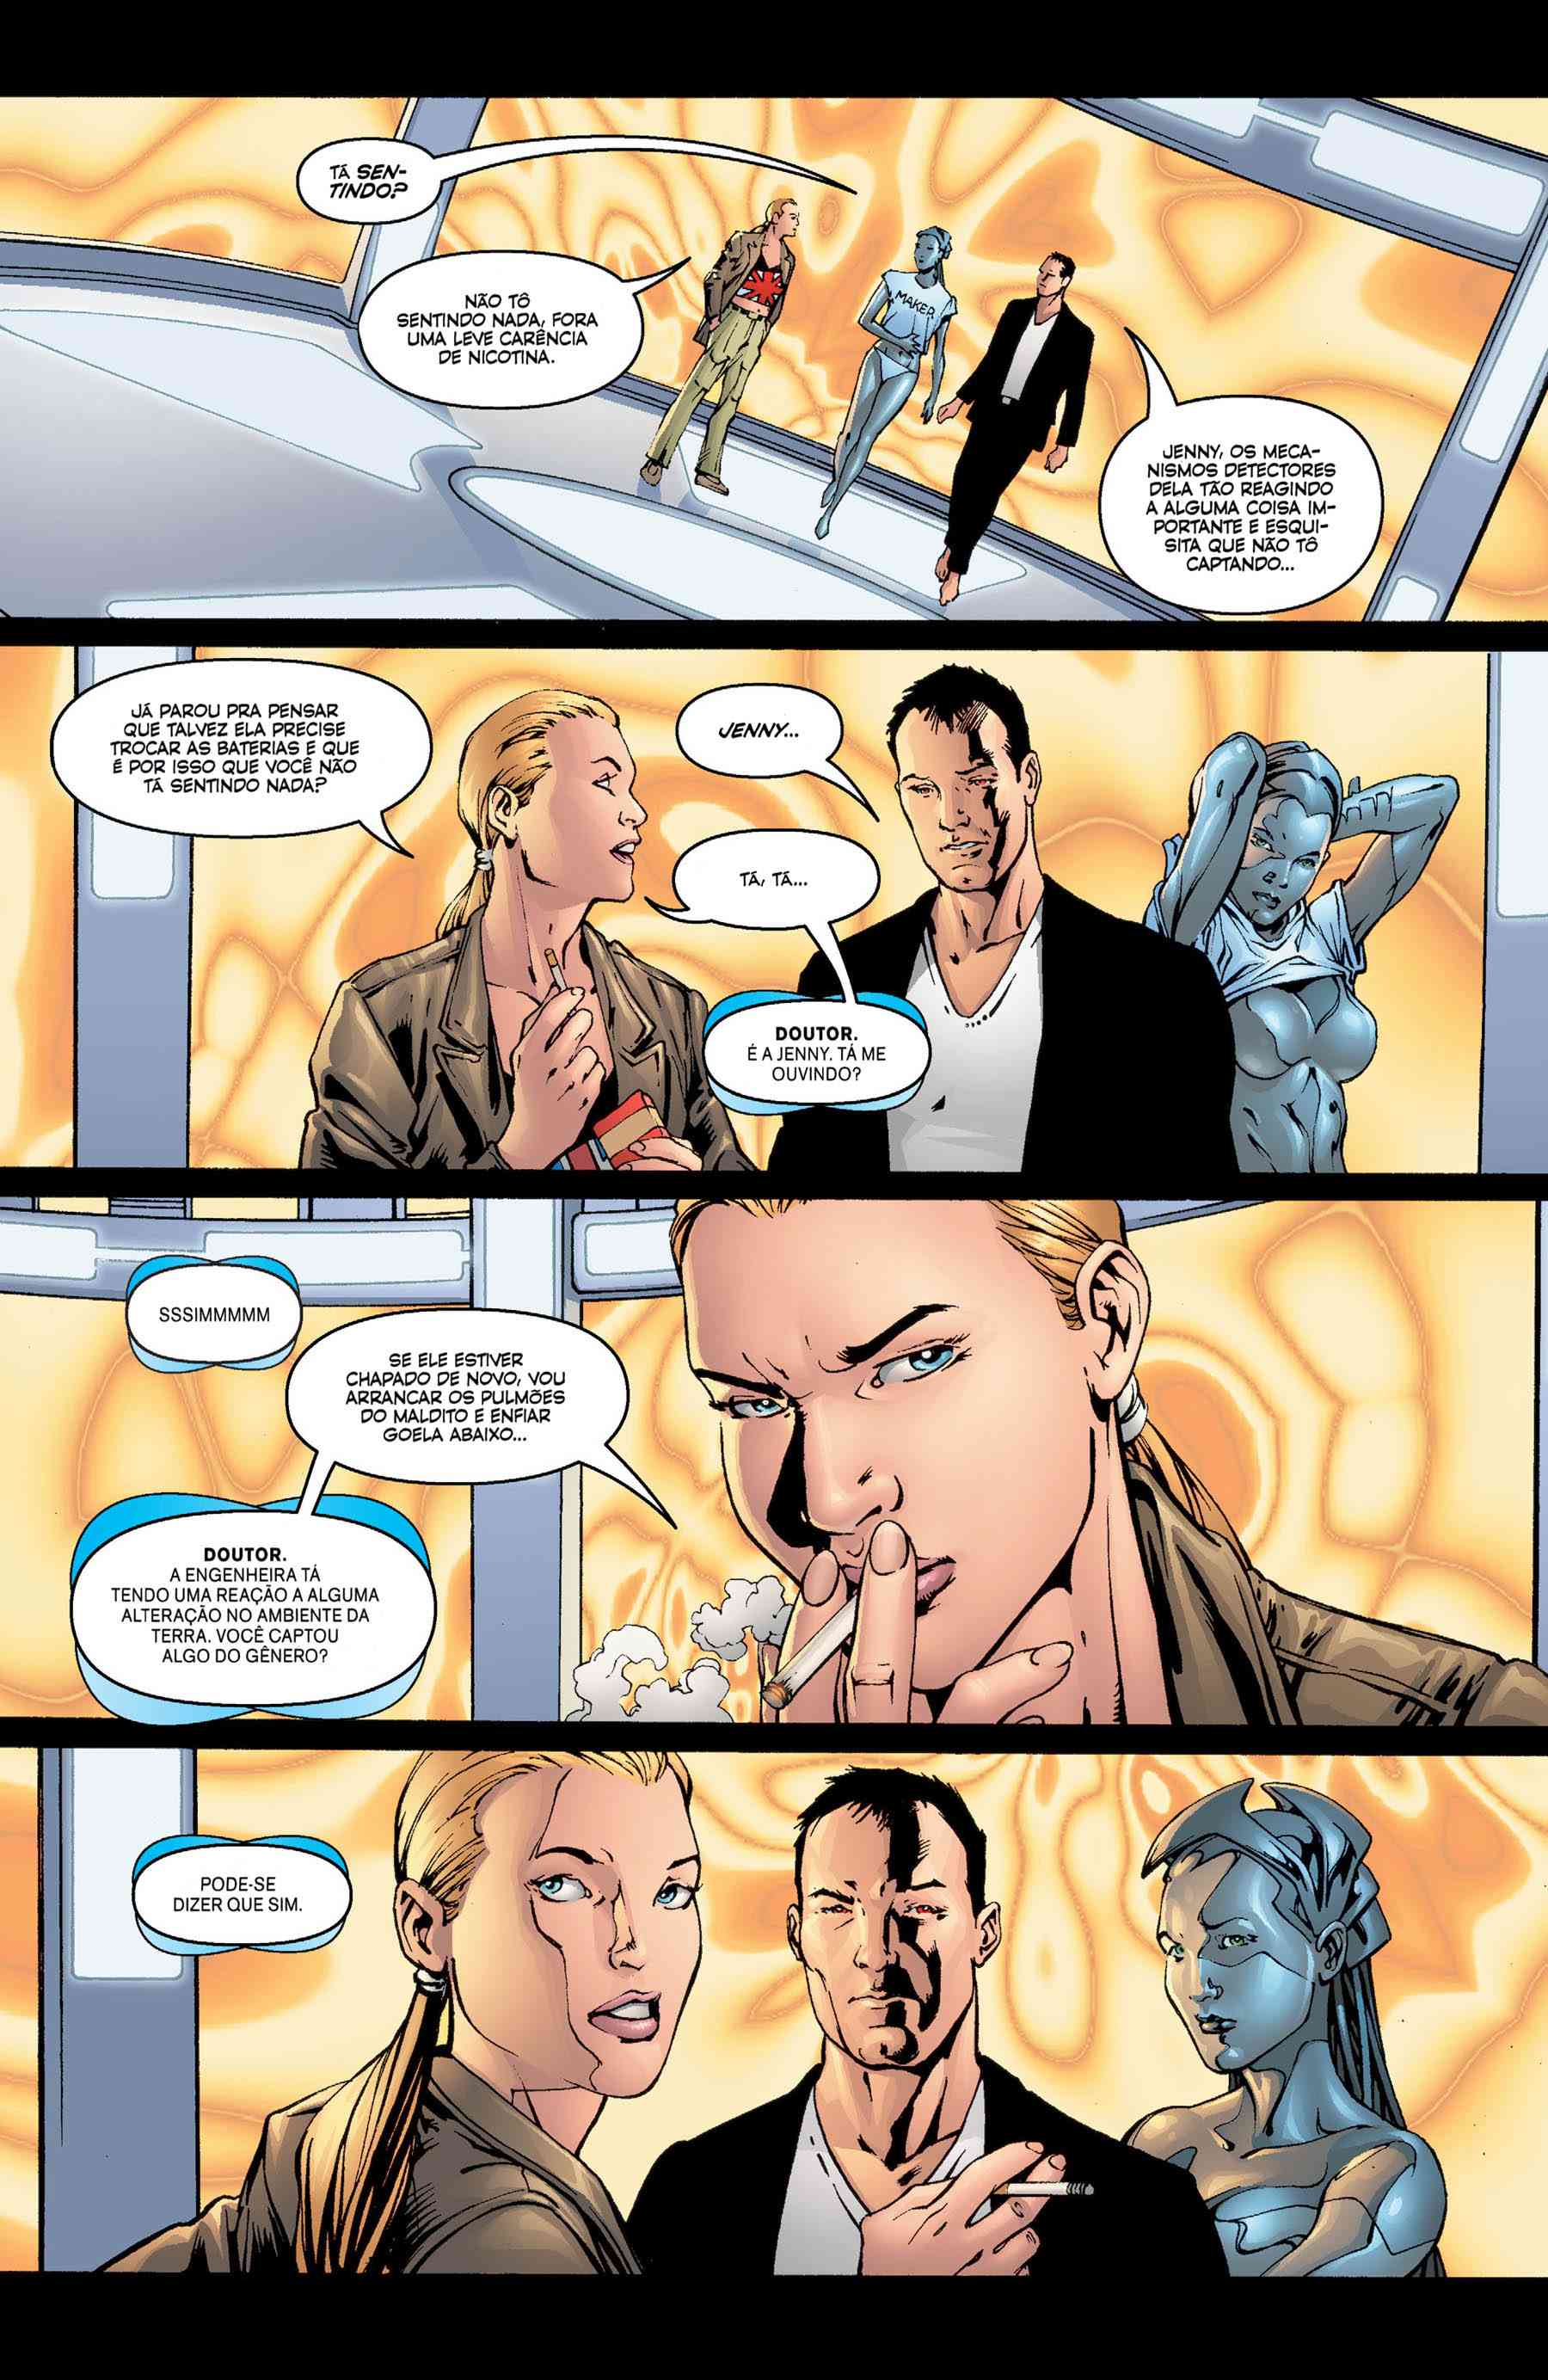 TÁ SEN-
TINDO?
NÃO TÔ
SENTINDO NADA, FORA
UMA LEVE CARÊNCIA
DE NICOTINA.
MAKER
JENNY, OS MECA-
NISMOS DETECTORES
DELA TÃO REAGINDO
A ALGUMA COISA IM-
PORTANTE E ESQUI-
SITA QUE NÃO TÔ
CAPTANDO...
JÁ PAROU PRA PENSAR
QUE TALVEZ ELA PRECISE
TROCAR AS BATERIAS E QUE
É POR ISSO QUE VOCÊ NÃO
TÁ SENTINDO NADA?
JENNY...
TÁ, TÁ...
DOUTOR.
É A JENNY. TÁ ME
OUVINDO?
SSSIMMMMM
SE ELE ESTIVER
CHAPADO DE NOVO, VOU
ARRANCAR OS PULMÕES
DO MALDITO E ENFIAR
GOELA ABAIXO...
DOUTOR.
A ENGENHEIRA TÁ
TENDO UMA REAÇÃO A ALGUMA
ALTERAÇÃO NO AMBIENTE DA
TERRA. VOCÊ CAPTOU
ALGO DO GÊNERO?
PODE-SE
DIZER QUE SIM.